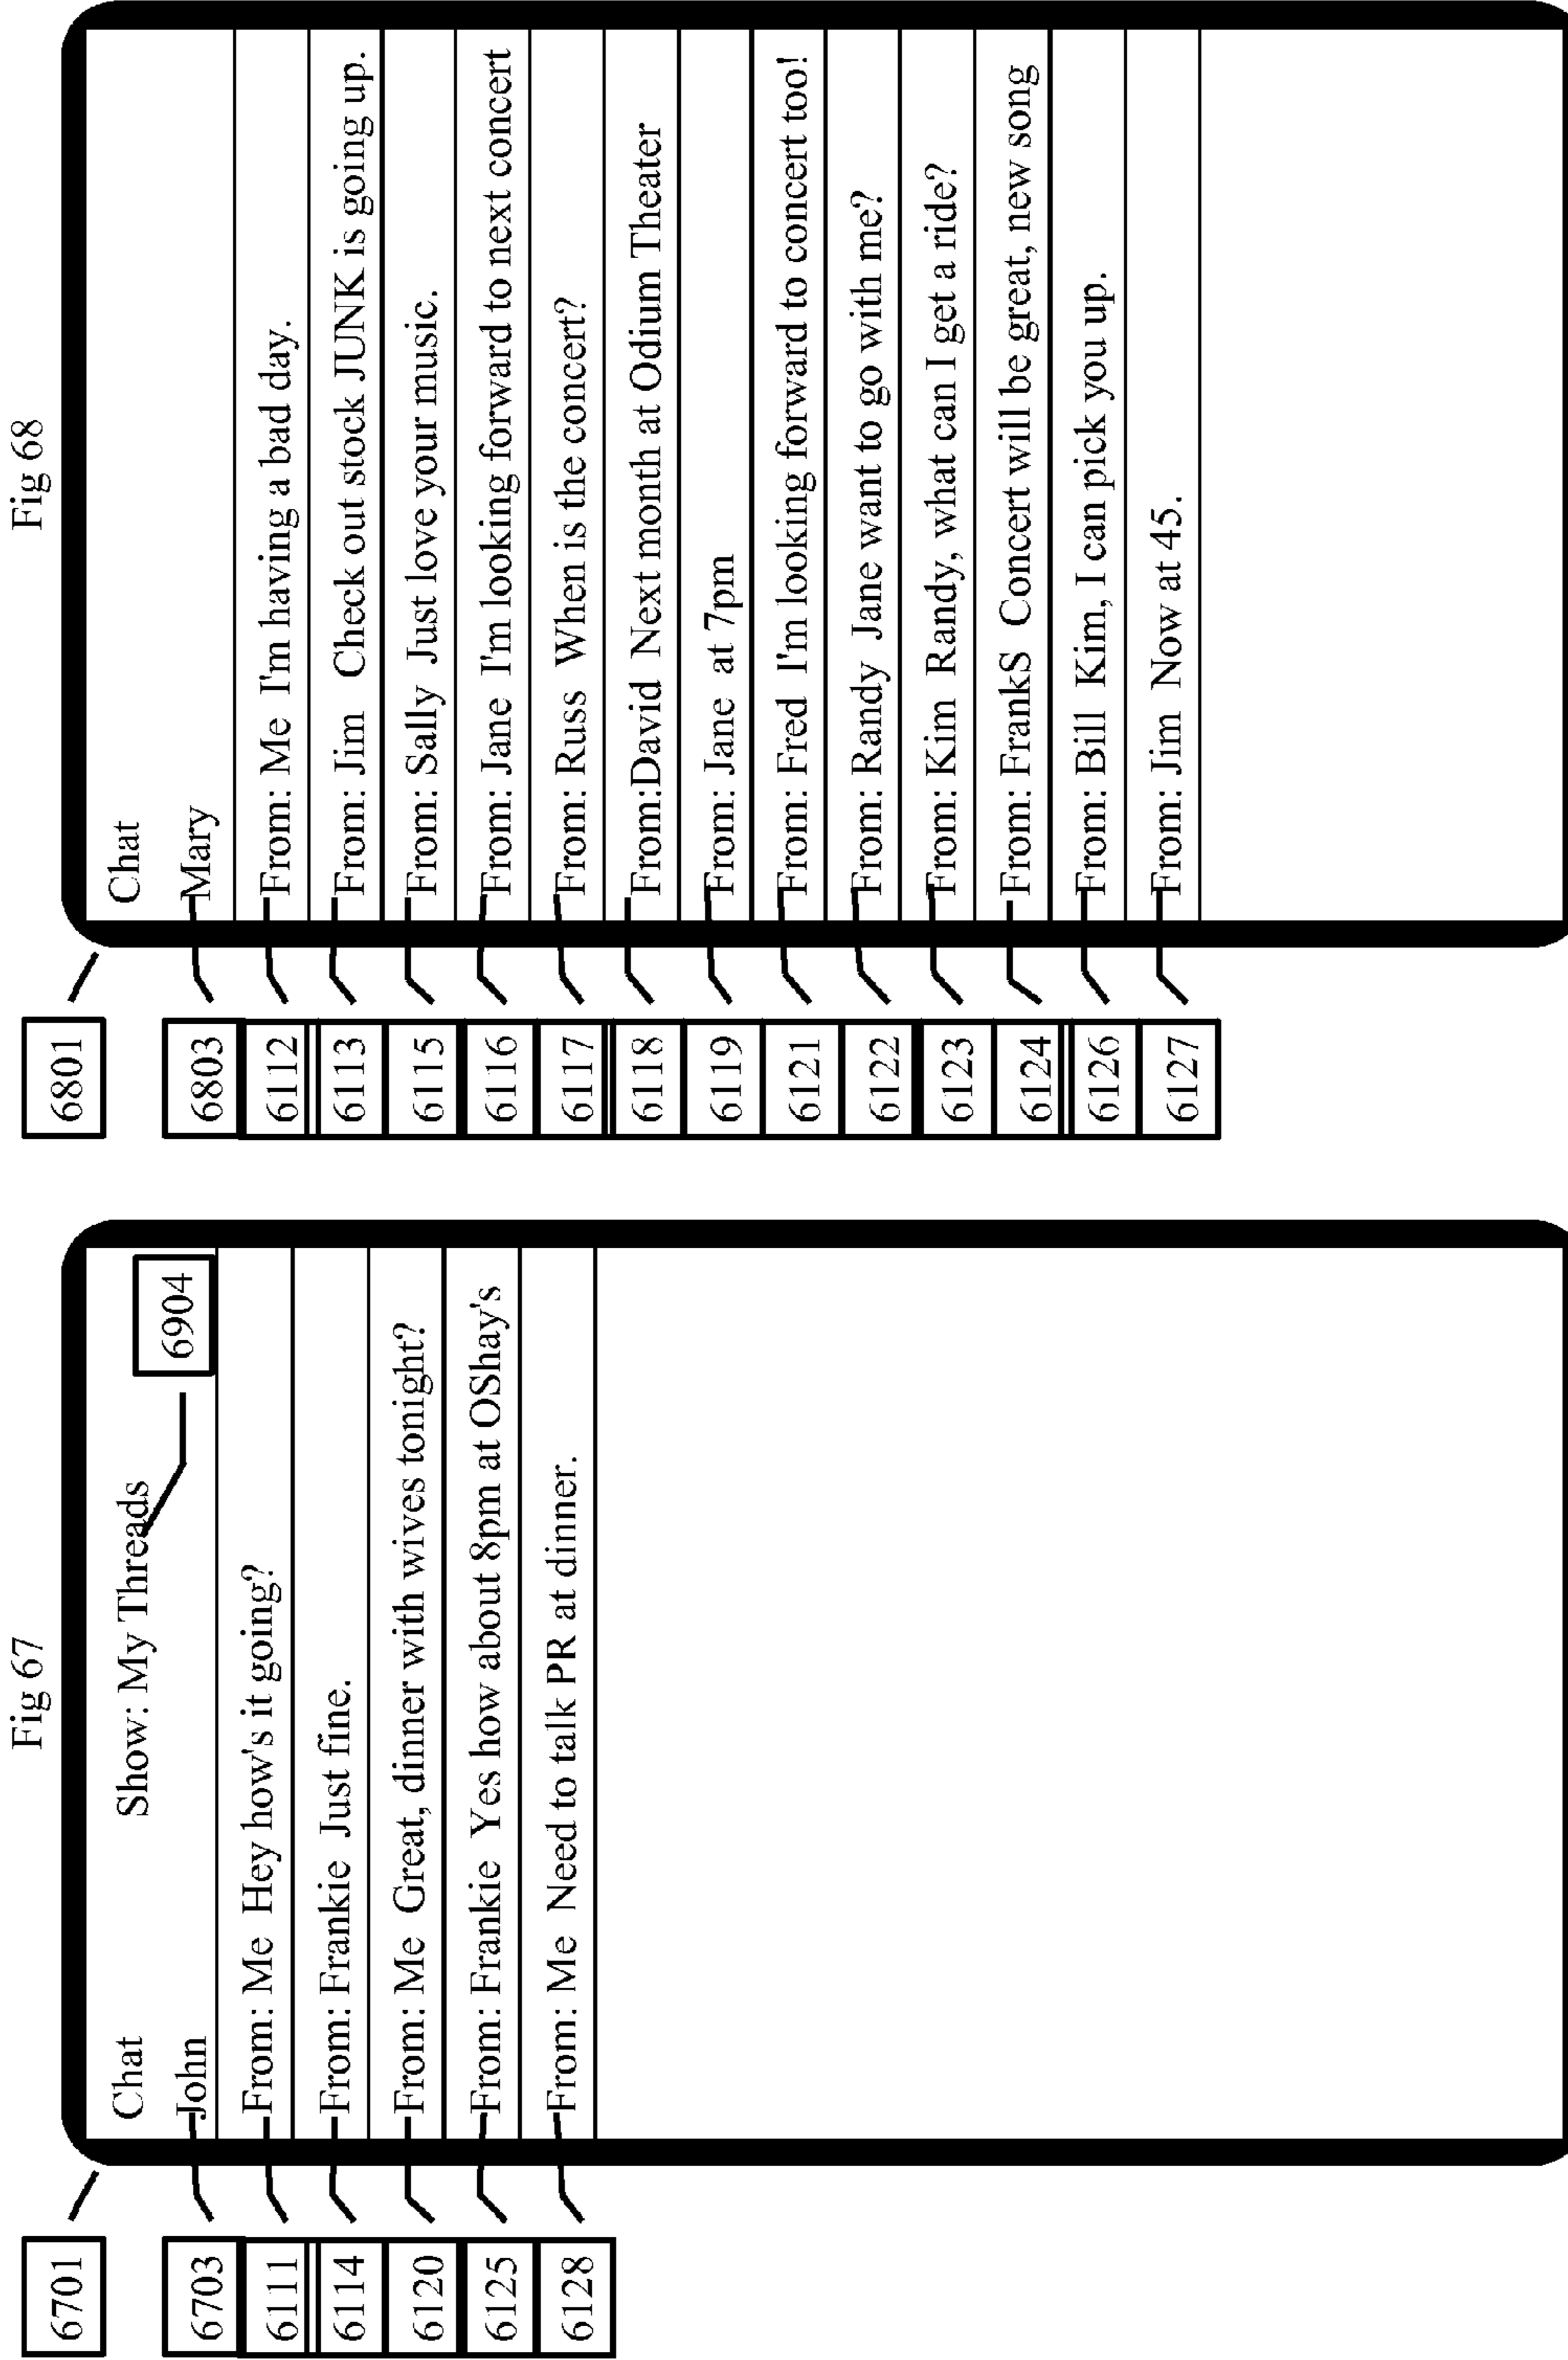 Fig 67
6701
Chat
Show: My Threads
6703
John
6904
6111
From: Me Hey how's it going?
6114
From: Frankie Just fine.
6120
From: Me Great, dinner with wives tonight?
6125
From: Frankie Yes how about 8pm at OShay's
6128
From: Me Need to talk PR at dinner.
Fig 68
6801
Chat
6803
Mary
6112
From: Me I'm having a bad day.
6113
From: Jim Check out stock JUNK is going up.
6115
From: Sally Just love your music.
6116
From: Jane I'm looking forward to next concert
6117
From: Russ When is the concert?
6118
From:David Next month at Odium Theater
6119
From: Jane at 7pm
6121
From: Fred I'm looking forward to concert too!
6122
From: Randy Jane want to go with me?
6123
From: Kim Randy, what can I get a ride?
6124
From: FrankS Concert will be great, new song
6126
From: Bill Kim, I can pick you up.
6127
From: Jim Now at 45.